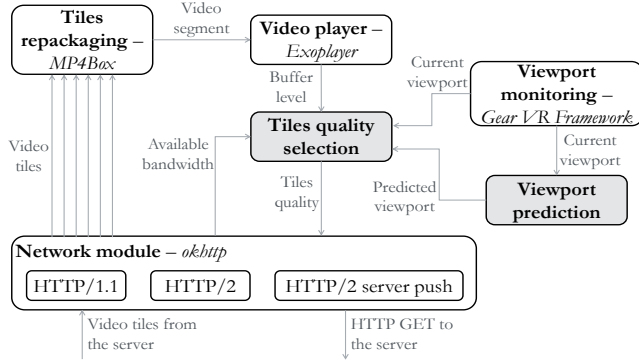 Tiles
repackaging –
MP4Box
Video
segment
Video player –
Exoplayer
Buffer
level
Current
viewport
Viewport
monitoring –
Gear VR Framework
Current
viewport
Video
tiles
Available
bandwidth
Tiles quality
selection
Tiles
quality
Predicted
viewport
Viewport
prediction
Network module – okhttp
HTTP/1.1
HTTP/2
HTTP/2 server push
Video tiles from
the server
HTTP GET to
the server